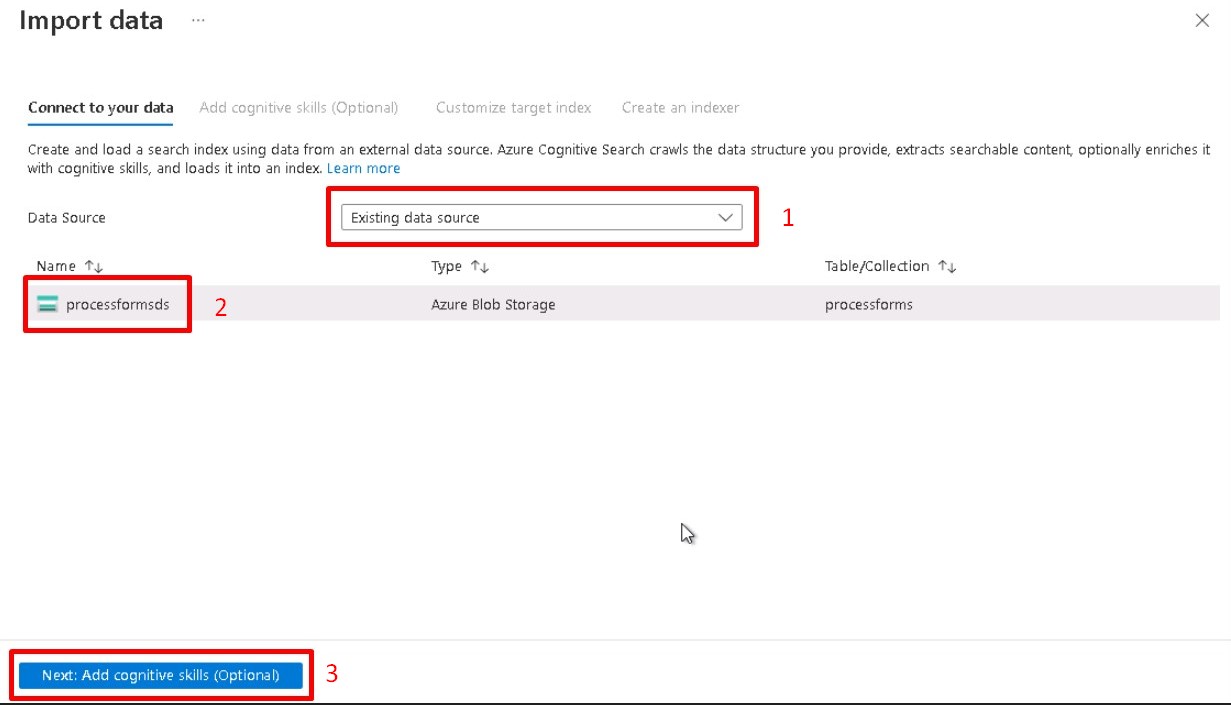 Import data ...
Connect to your data Add cognitive skills (Optional) Customize target index Create an indexer
Create and load a search index using data from an external data source. Azure Cognitive Search crawls the data structure you provide, extracts searchable content, optionally enriches it
with cognitive skills, and loads it into an index. Learn more
Data Source Existing data source 1
Name Type Table/Collection
processformsds 2 Azure Blob Storage processforms
Next: Add cognitive skills (Optional) 3